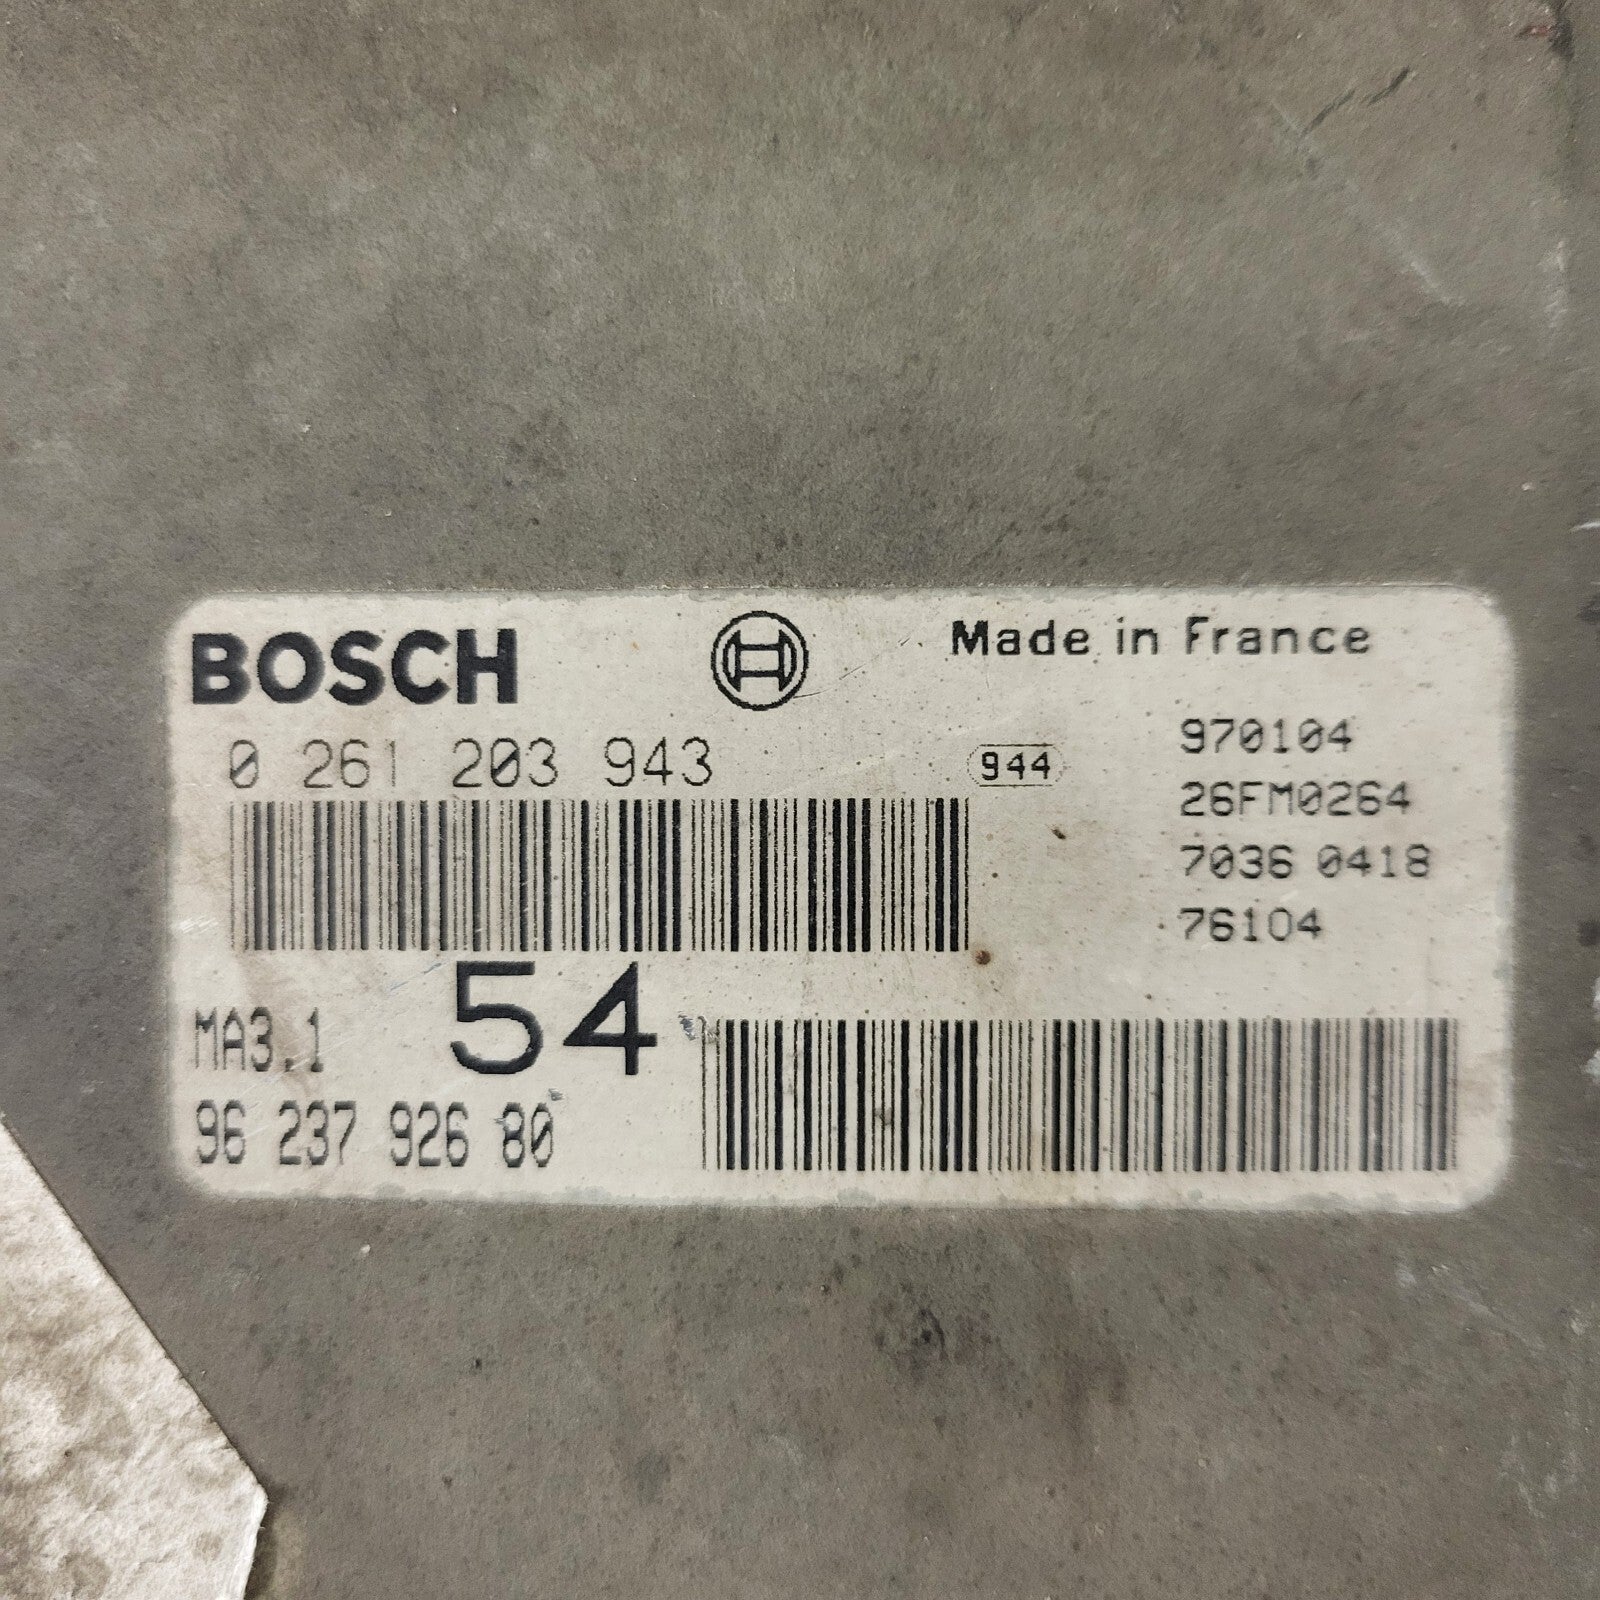 BOSCH
Made in France
0 261 203 943
944
970104
26FM0264
7036 0418
76104
MA3.1
54
96 237 926 80